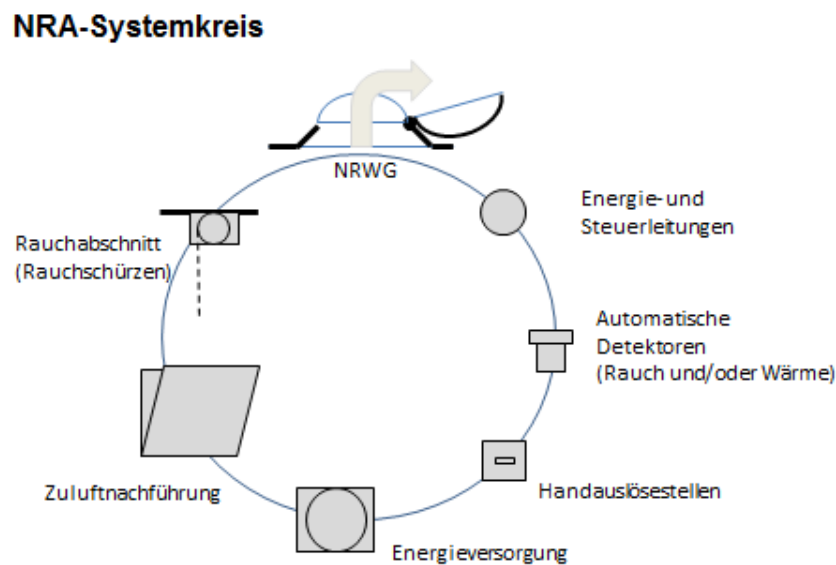 NRA-Systemkreis
NRWG
Energie-und
Steuerleitungen
Automatische
Detektoren
(Rauch und/oder Wärme)
Handauslösestellen
Energieversorgung
Zuluftnachführung
Rauchabschnitt
(Rauchschürzen)